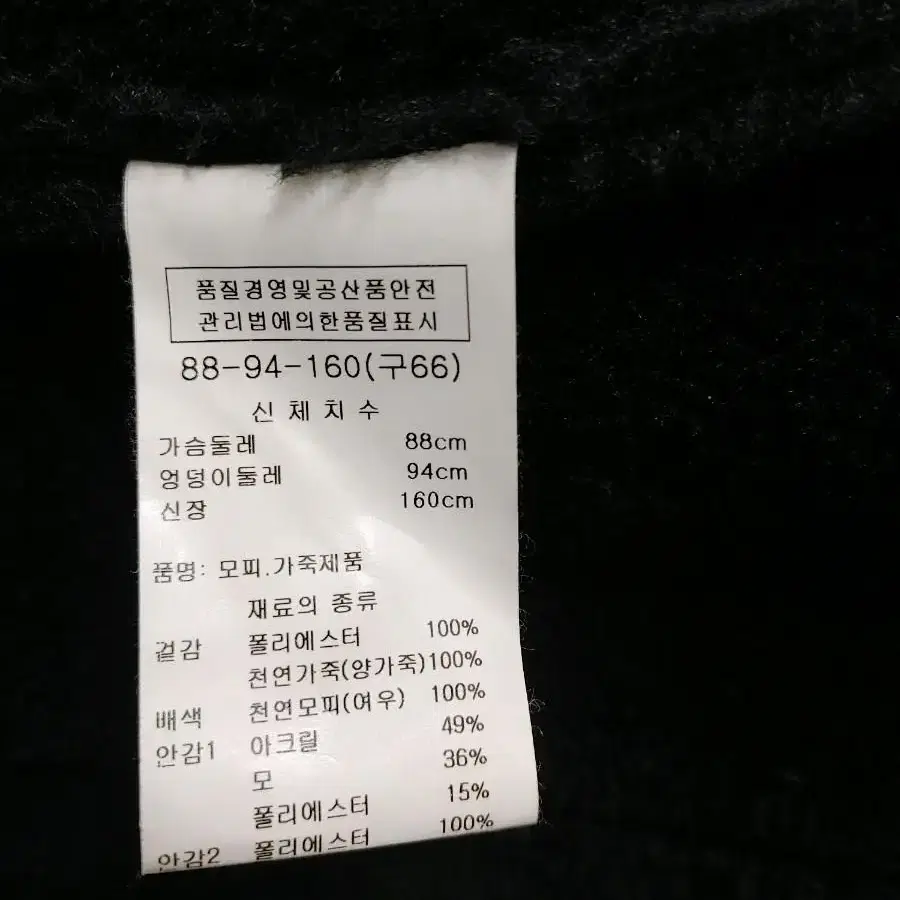 품질경영및공산품안전
관리법에의한품질표시
88-94-160(구66)
신체치수
가슴둘레 88cm
엉덩이둘레 94cm
신장 160cm
품명: 모피.가죽제품
재료의 종류
겉감 폴리에스터 100%
천연가죽(양가죽)100%
배색 천연모피(여우) 100%
안감1 아크릴 49%
모 36%
폴리에스터 15%
안감2 폴리에스터 100%